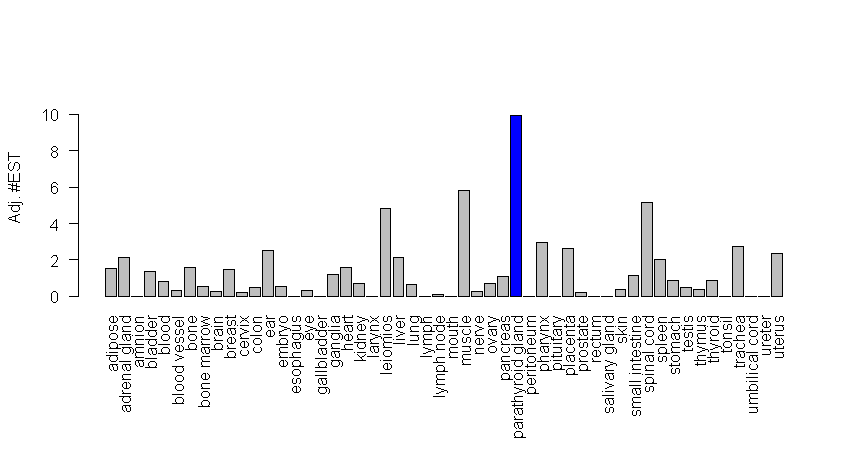 Adj. #EST
10
8
6
4
2
0
adipose
adrenal gland
amnion
bladder
blood
blood vessel
bone
bone marrow
brain
breast
cervix
colon
ear
embryo
esophagus
eye
gallbladder
ganglia
heart
kidney
larynx
leiomios
liver
lung
lymph
lymph node
mouth
muscle
nerve
ovary
pancreas
parathyroid gland
peritoneum
pharynx
pituitary
placenta
prostate
rectum
salivary gland
skin
small intestine
spinal cord
spleen
stomach
testis
thymus
thyroid
tonsil
trachea
umbilical cord
ureter
uterus